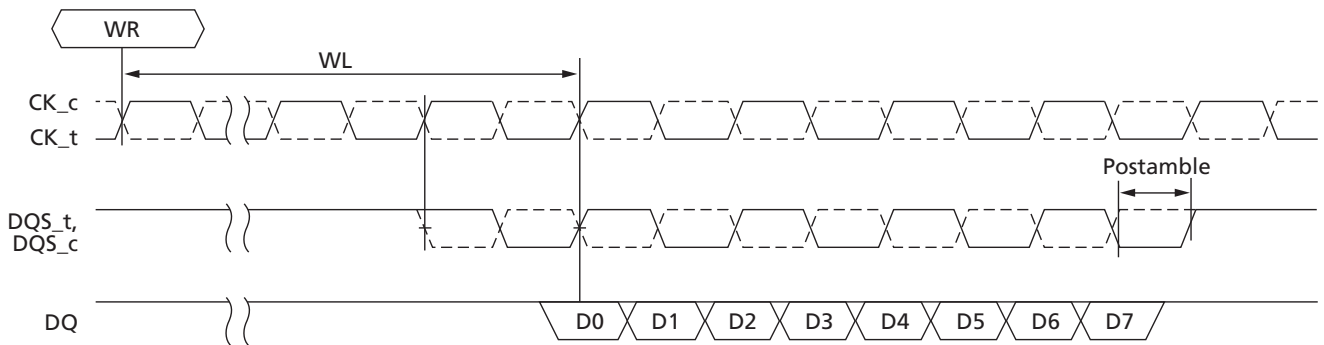 WR
WL
CK_c
CK_t
Postamble
DQS_t,
DQS_c
DQ
D0 D1 D2 D3 D4 D5 D6 D7